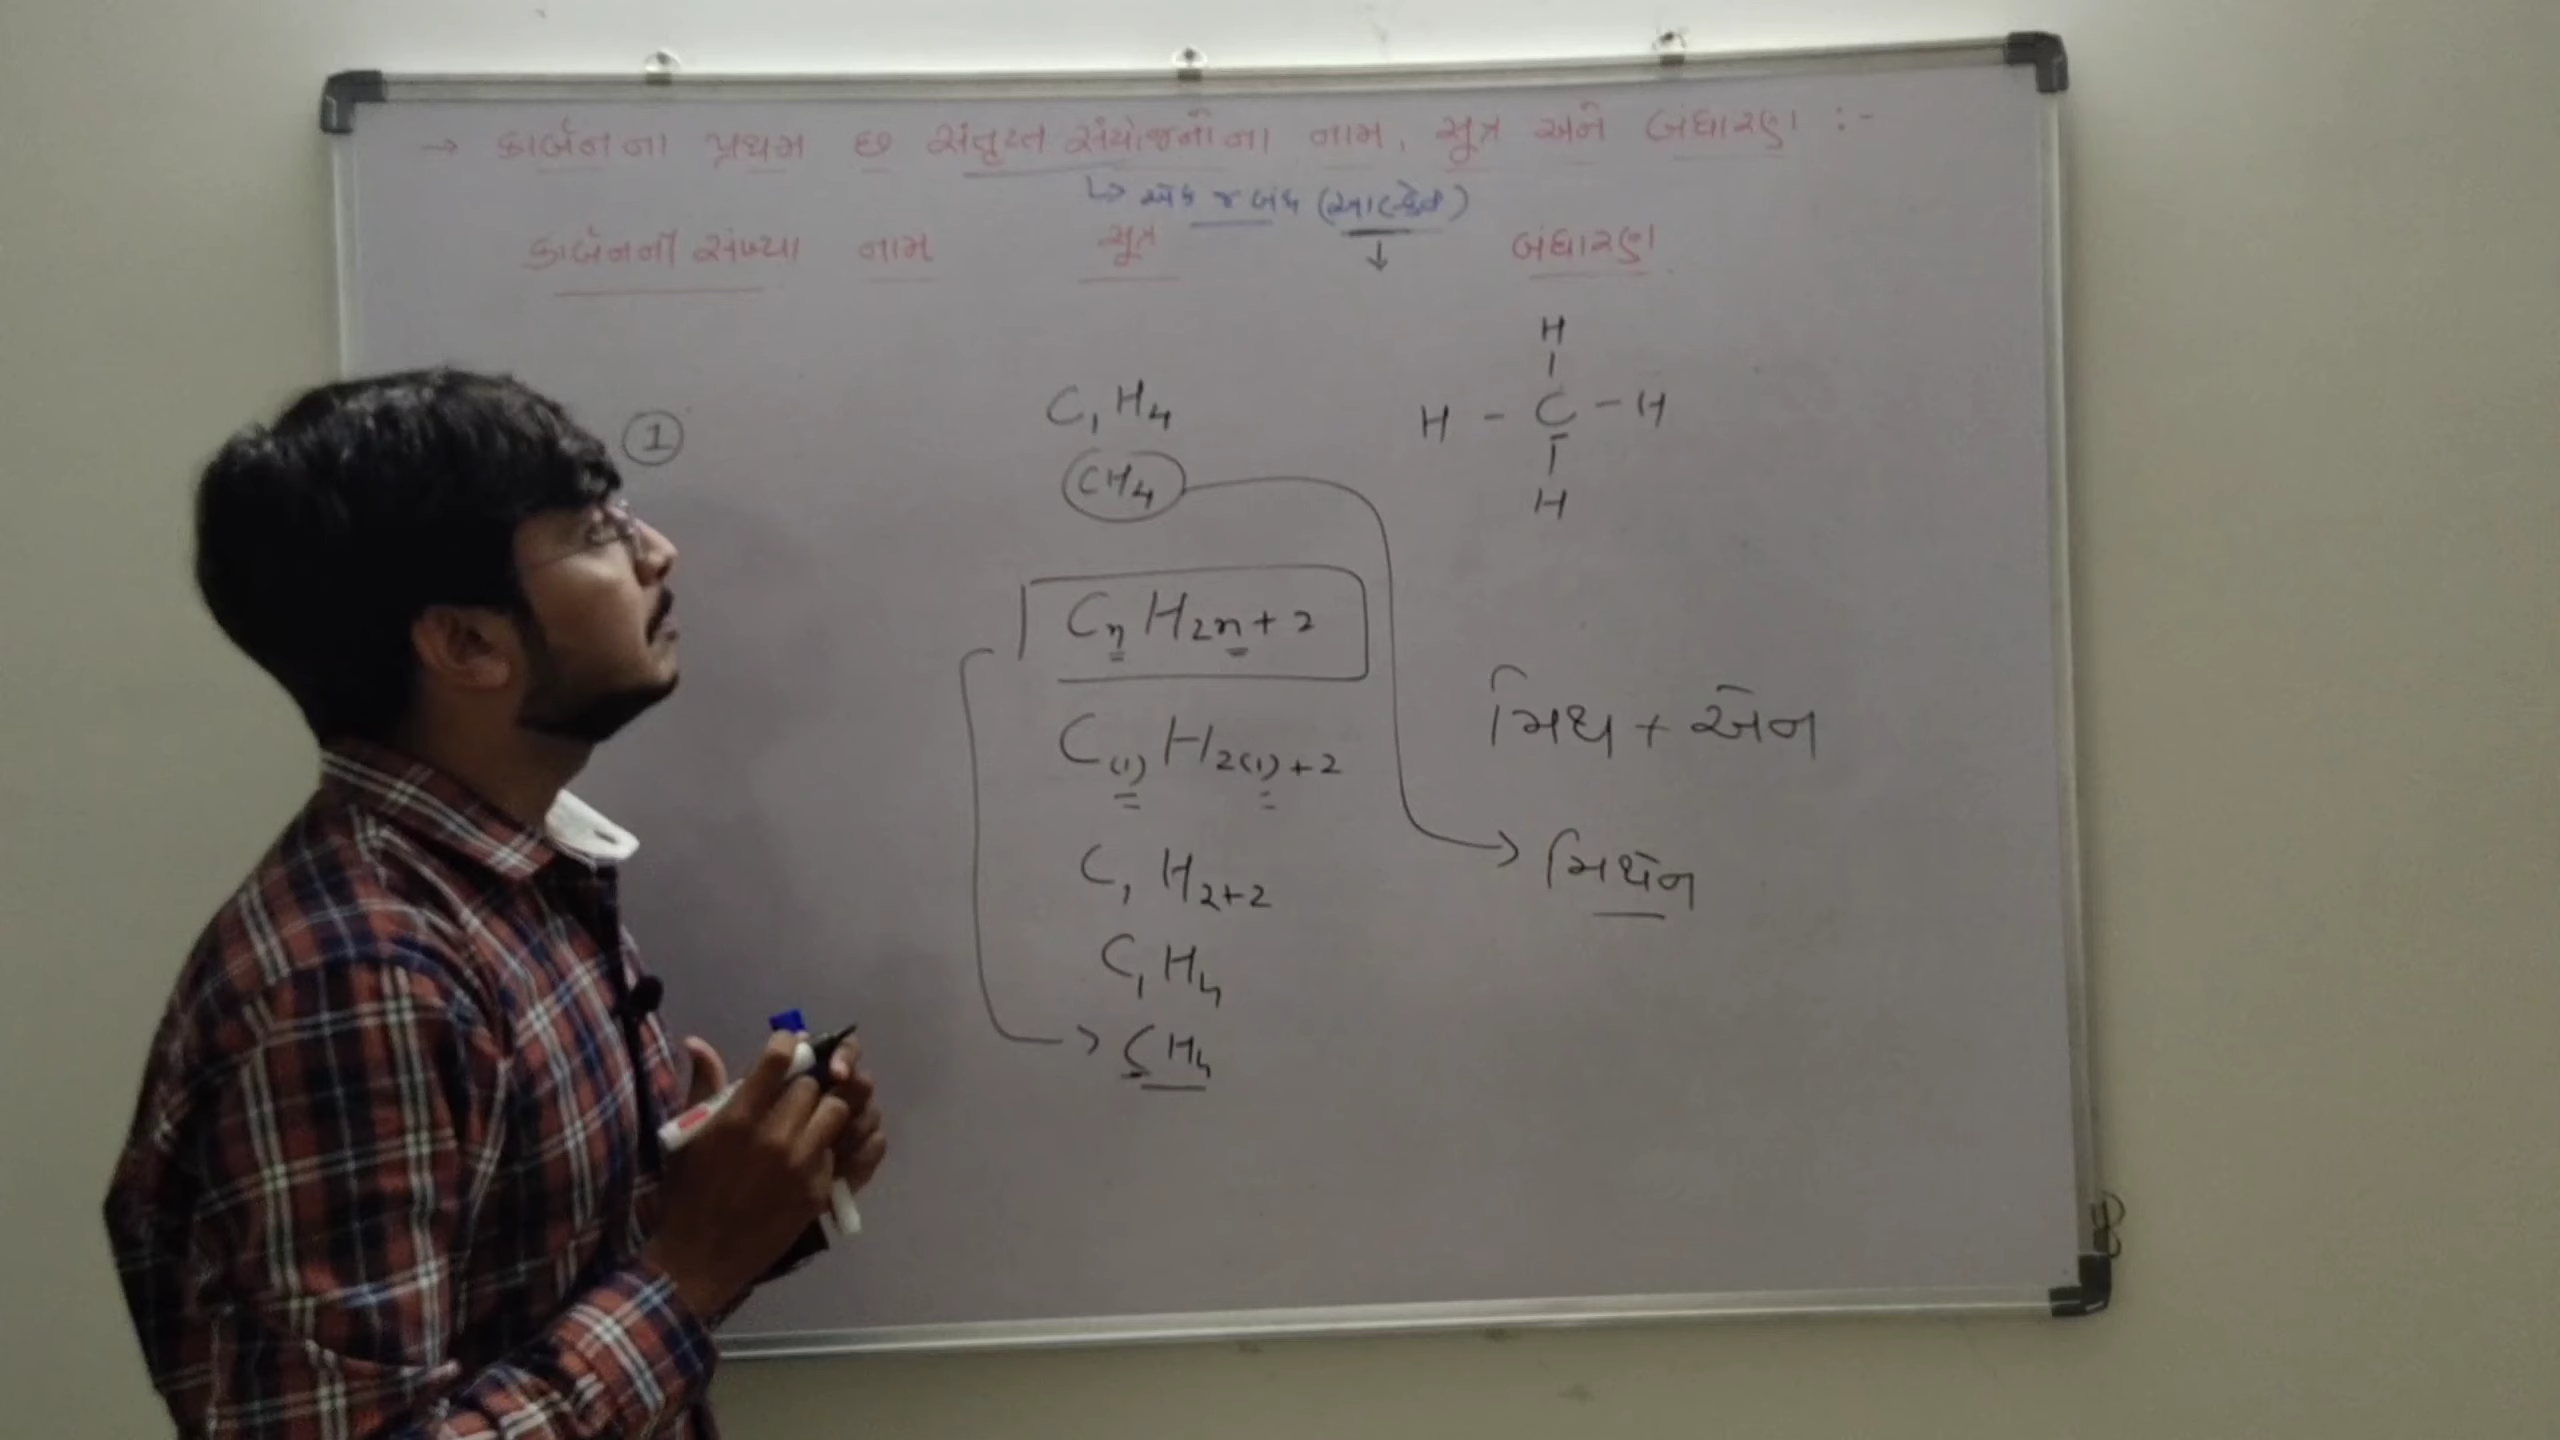 → કાર્બનના પ્રથમ છ સંતૃપ્ત સંયોજનોના નામ, સૂત્ર અને બંધારણ :-
↳ એક જ બંધ (આલ્કેન)
↓
કાર્બનની સંખ્યા નામ સૂત્ર બંધારણ
H
|
① C₁H₄ H - C - H
|
CH₄ H
CₙH₂ₙ₊₂
મિથ + એન
C₍₁₎H₂₍₁₎₊₂
C₁H₂₊₂ → મિથેન
C₁H₄
→ CH₄